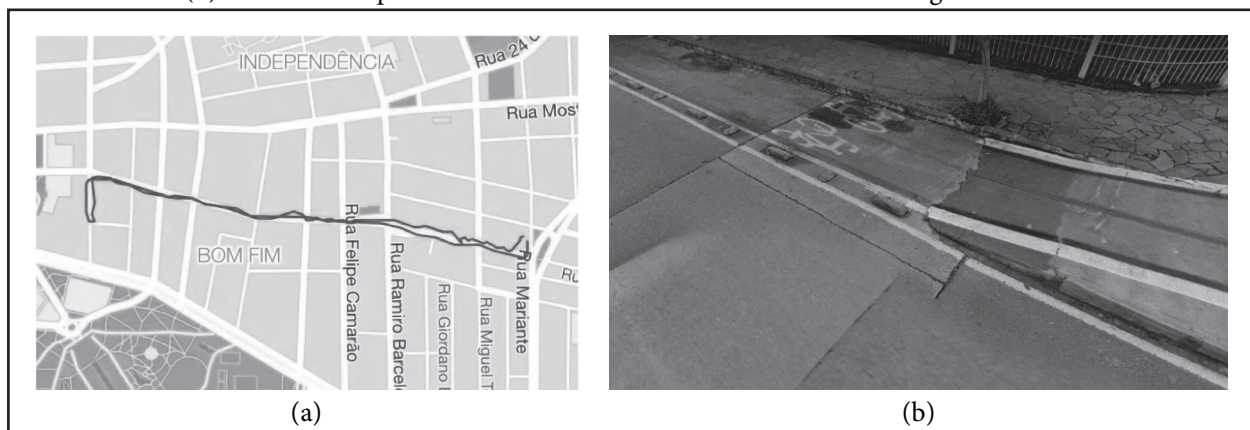 INDEPENDÊNCIA
Rua 24
Rua Most
BOM FIM
Rua Felipe Camarão
Rua Ramiro Barcelo
Rua Giordano
Rua Miguel T
Rua Mariante
Ru
(a)
(b)